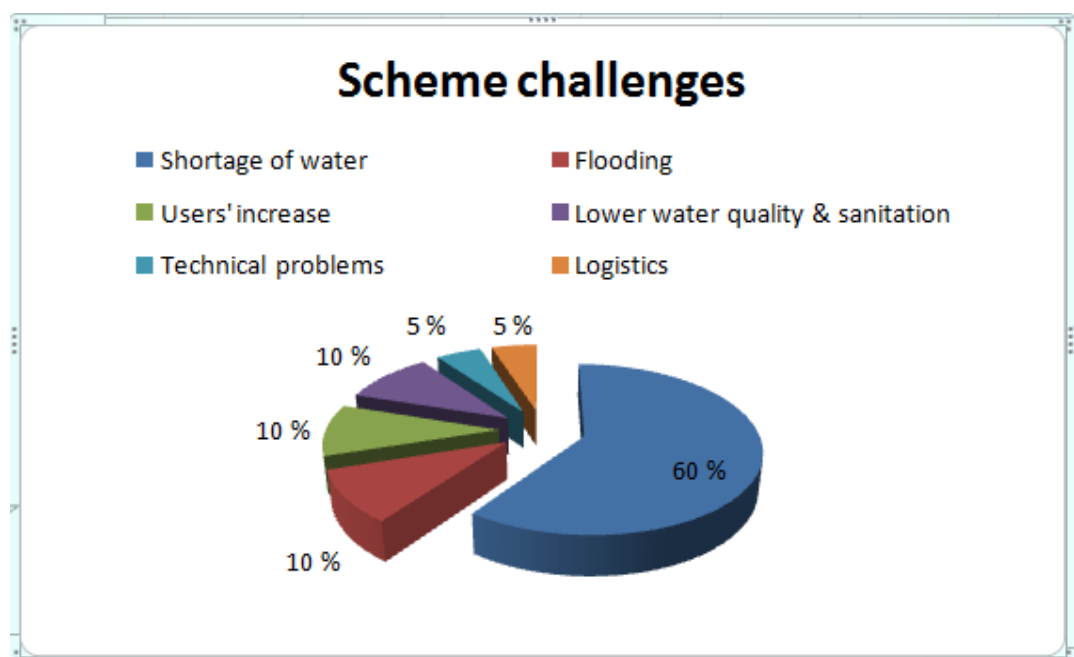 Scheme challenges
Shortage of water
Flooding
Users' increase
Lower water quality & sanitation
Technical problems
Logistics
5 %
5 %
10 %
10 %
60 %
10 %